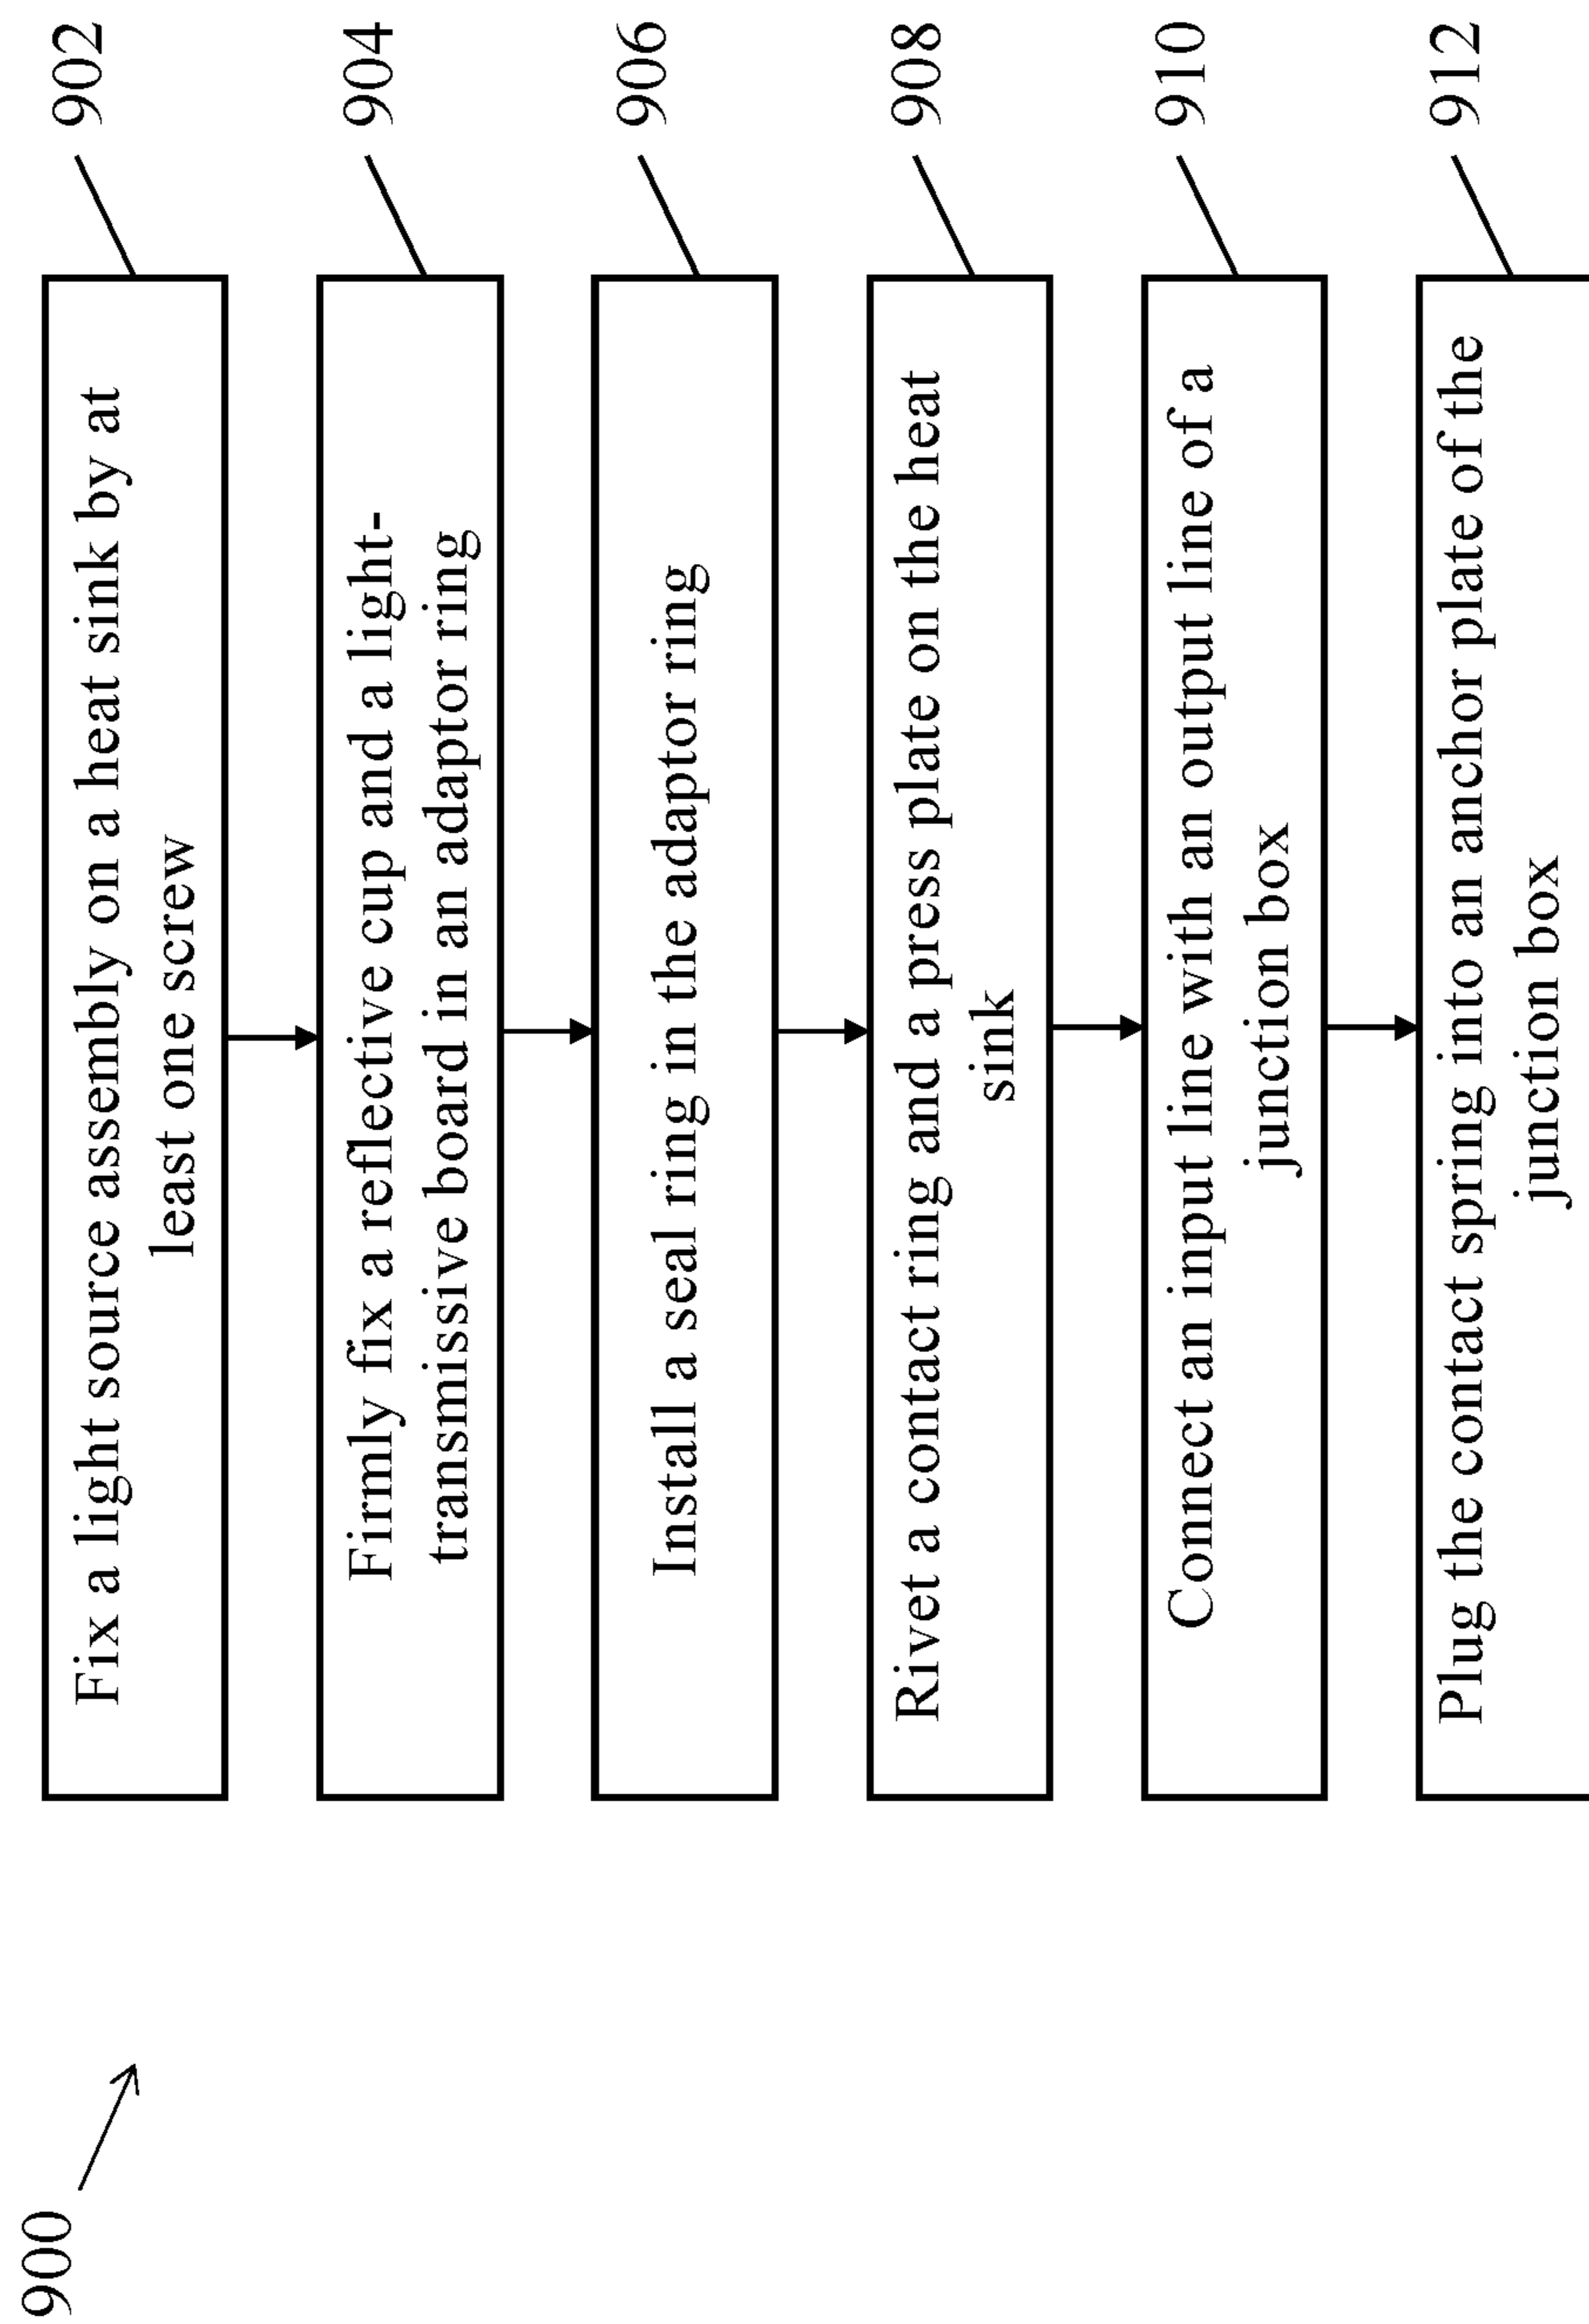 900
Fix a light source assembly on a heat sink by at
least one screw
902
Firmly fix a reflective cup and a light-
transmissive board in an adaptor ring
904
Install a seal ring in the adaptor ring
906
Rivet a contact ring and a press plate on the heat
sink
908
Connect an input line with an output line of a
junction box
910
Plug the contact spring into an anchor plate of the
junction box
912